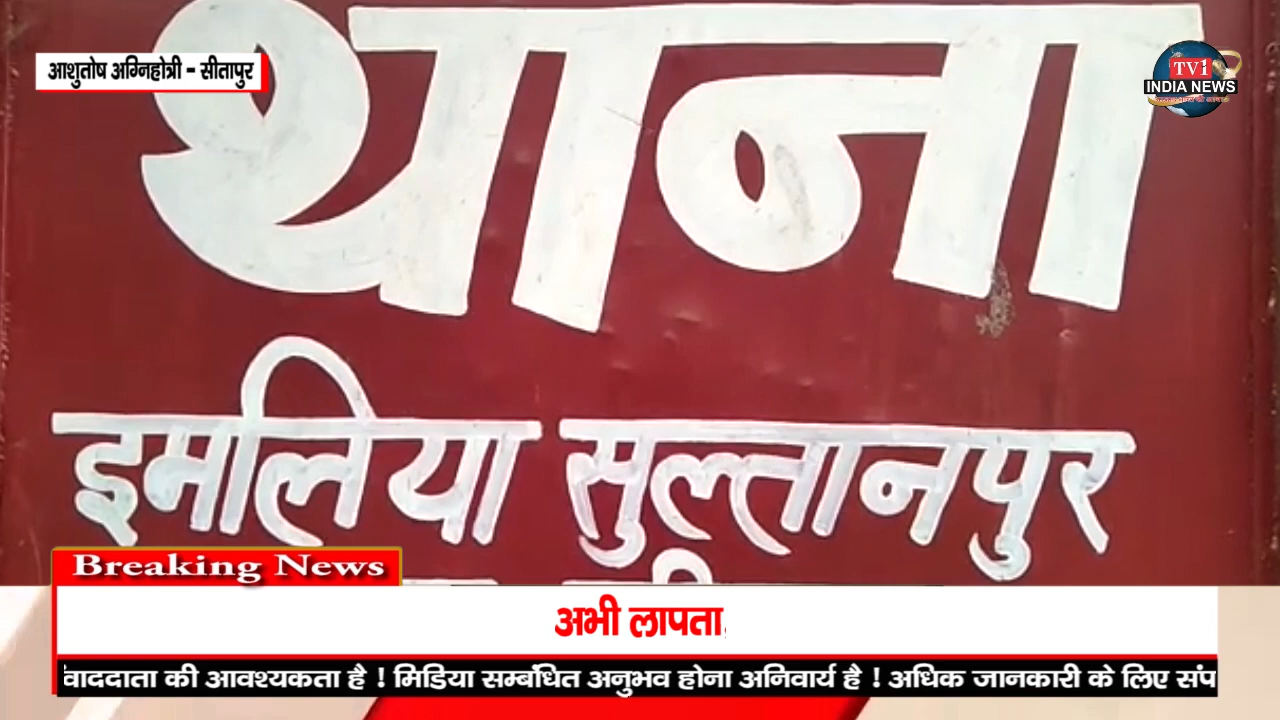 थाना
आशुतोष अग्निहोत्री - सीतापुर
TV1
INDIA NEWS
इमलिया सुल्तानपुर
Breaking News
अभी लापता
वाददाता की आवश्यकता है ! मिडिया सम्बंधित अनुभव होना अनिवार्य है ! अधिक जानकारी के लिए संप